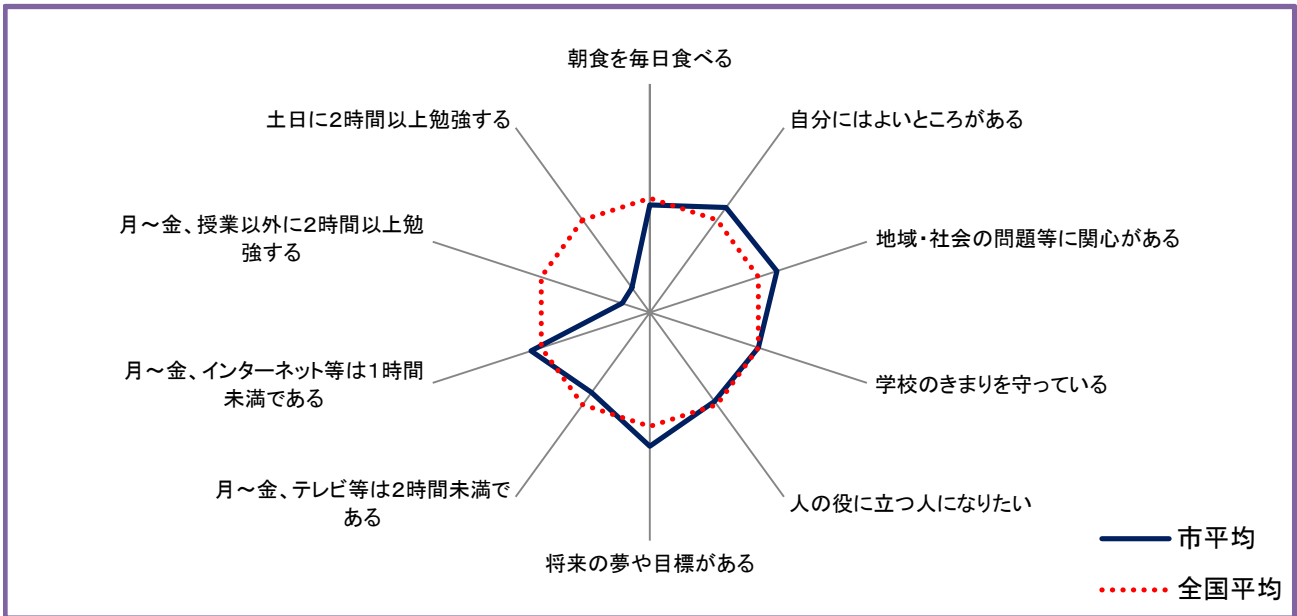 朝食を毎日食べる
自分にはよいところがある
地域・社会の問題等に関心がある
学校のきまりを守っている
人の役に立つ人になりたい
将来の夢や目標がある
月～金、テレビ等は２時間未満で
ある
月～金、インターネット等は１時間
未満である
月～金、授業以外に２時間以上勉
強する
土日に２時間以上勉強する
市平均
全国平均